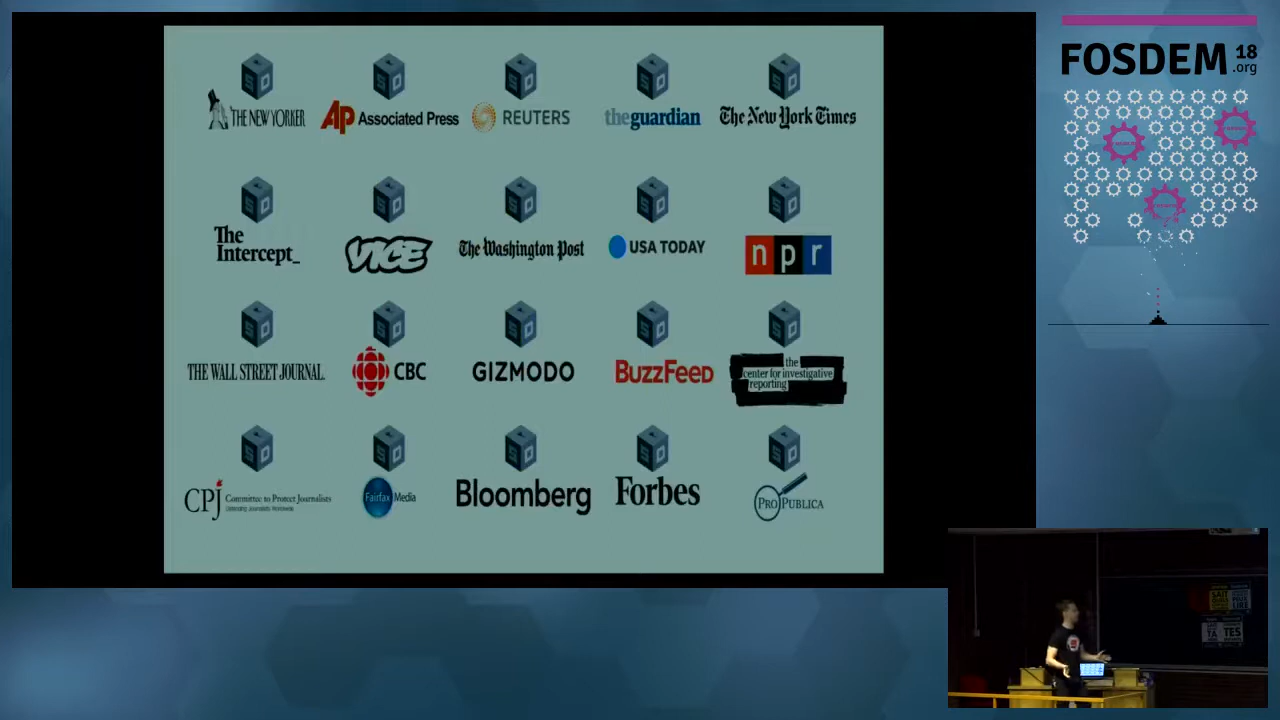 FOSDEM 18
.org
S D S D S D S D S D
THE NEW YORKER AP Associated Press REUTERS theguardian The New York Times
S D S D S D S D S D
The
Intercept_
VICE The Washington Post USA TODAY n p r
S D S D S D S D S D
THE WALL STREET JOURNAL. CBC GIZMODO BuzzFeed
the
center for investigative
reporting
S D S D S D S D S D
CPJ Committee to Protect Journalists
Fairfax Media Bloomberg Forbes PROPUBLICA